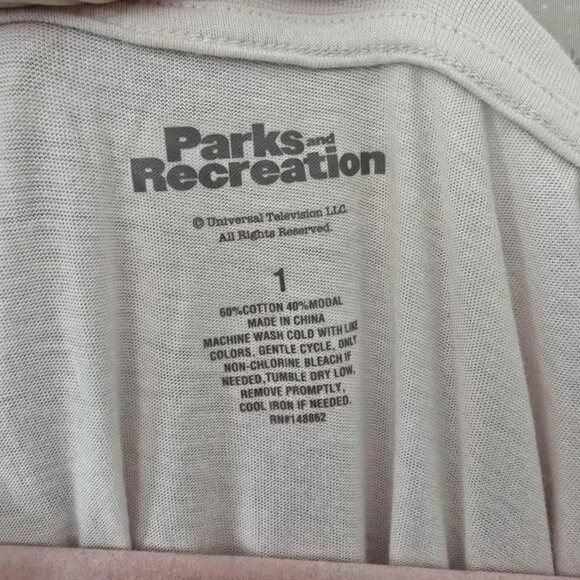 Parks and
Recreation
© Universal Television LLC.
All Rights Reserved.
1
60%COTTON 40%MODAL
MADE IN CHINA
MACHINE WASH COLD WITH LIKE
COLORS, GENTLE CYCLE, ONLY
NON-CHLORINE BLEACH IF
NEEDED,TUMBLE DRY LOW,
REMOVE PROMPTLY,
COOL IRON IF NEEDED.
RN#148862